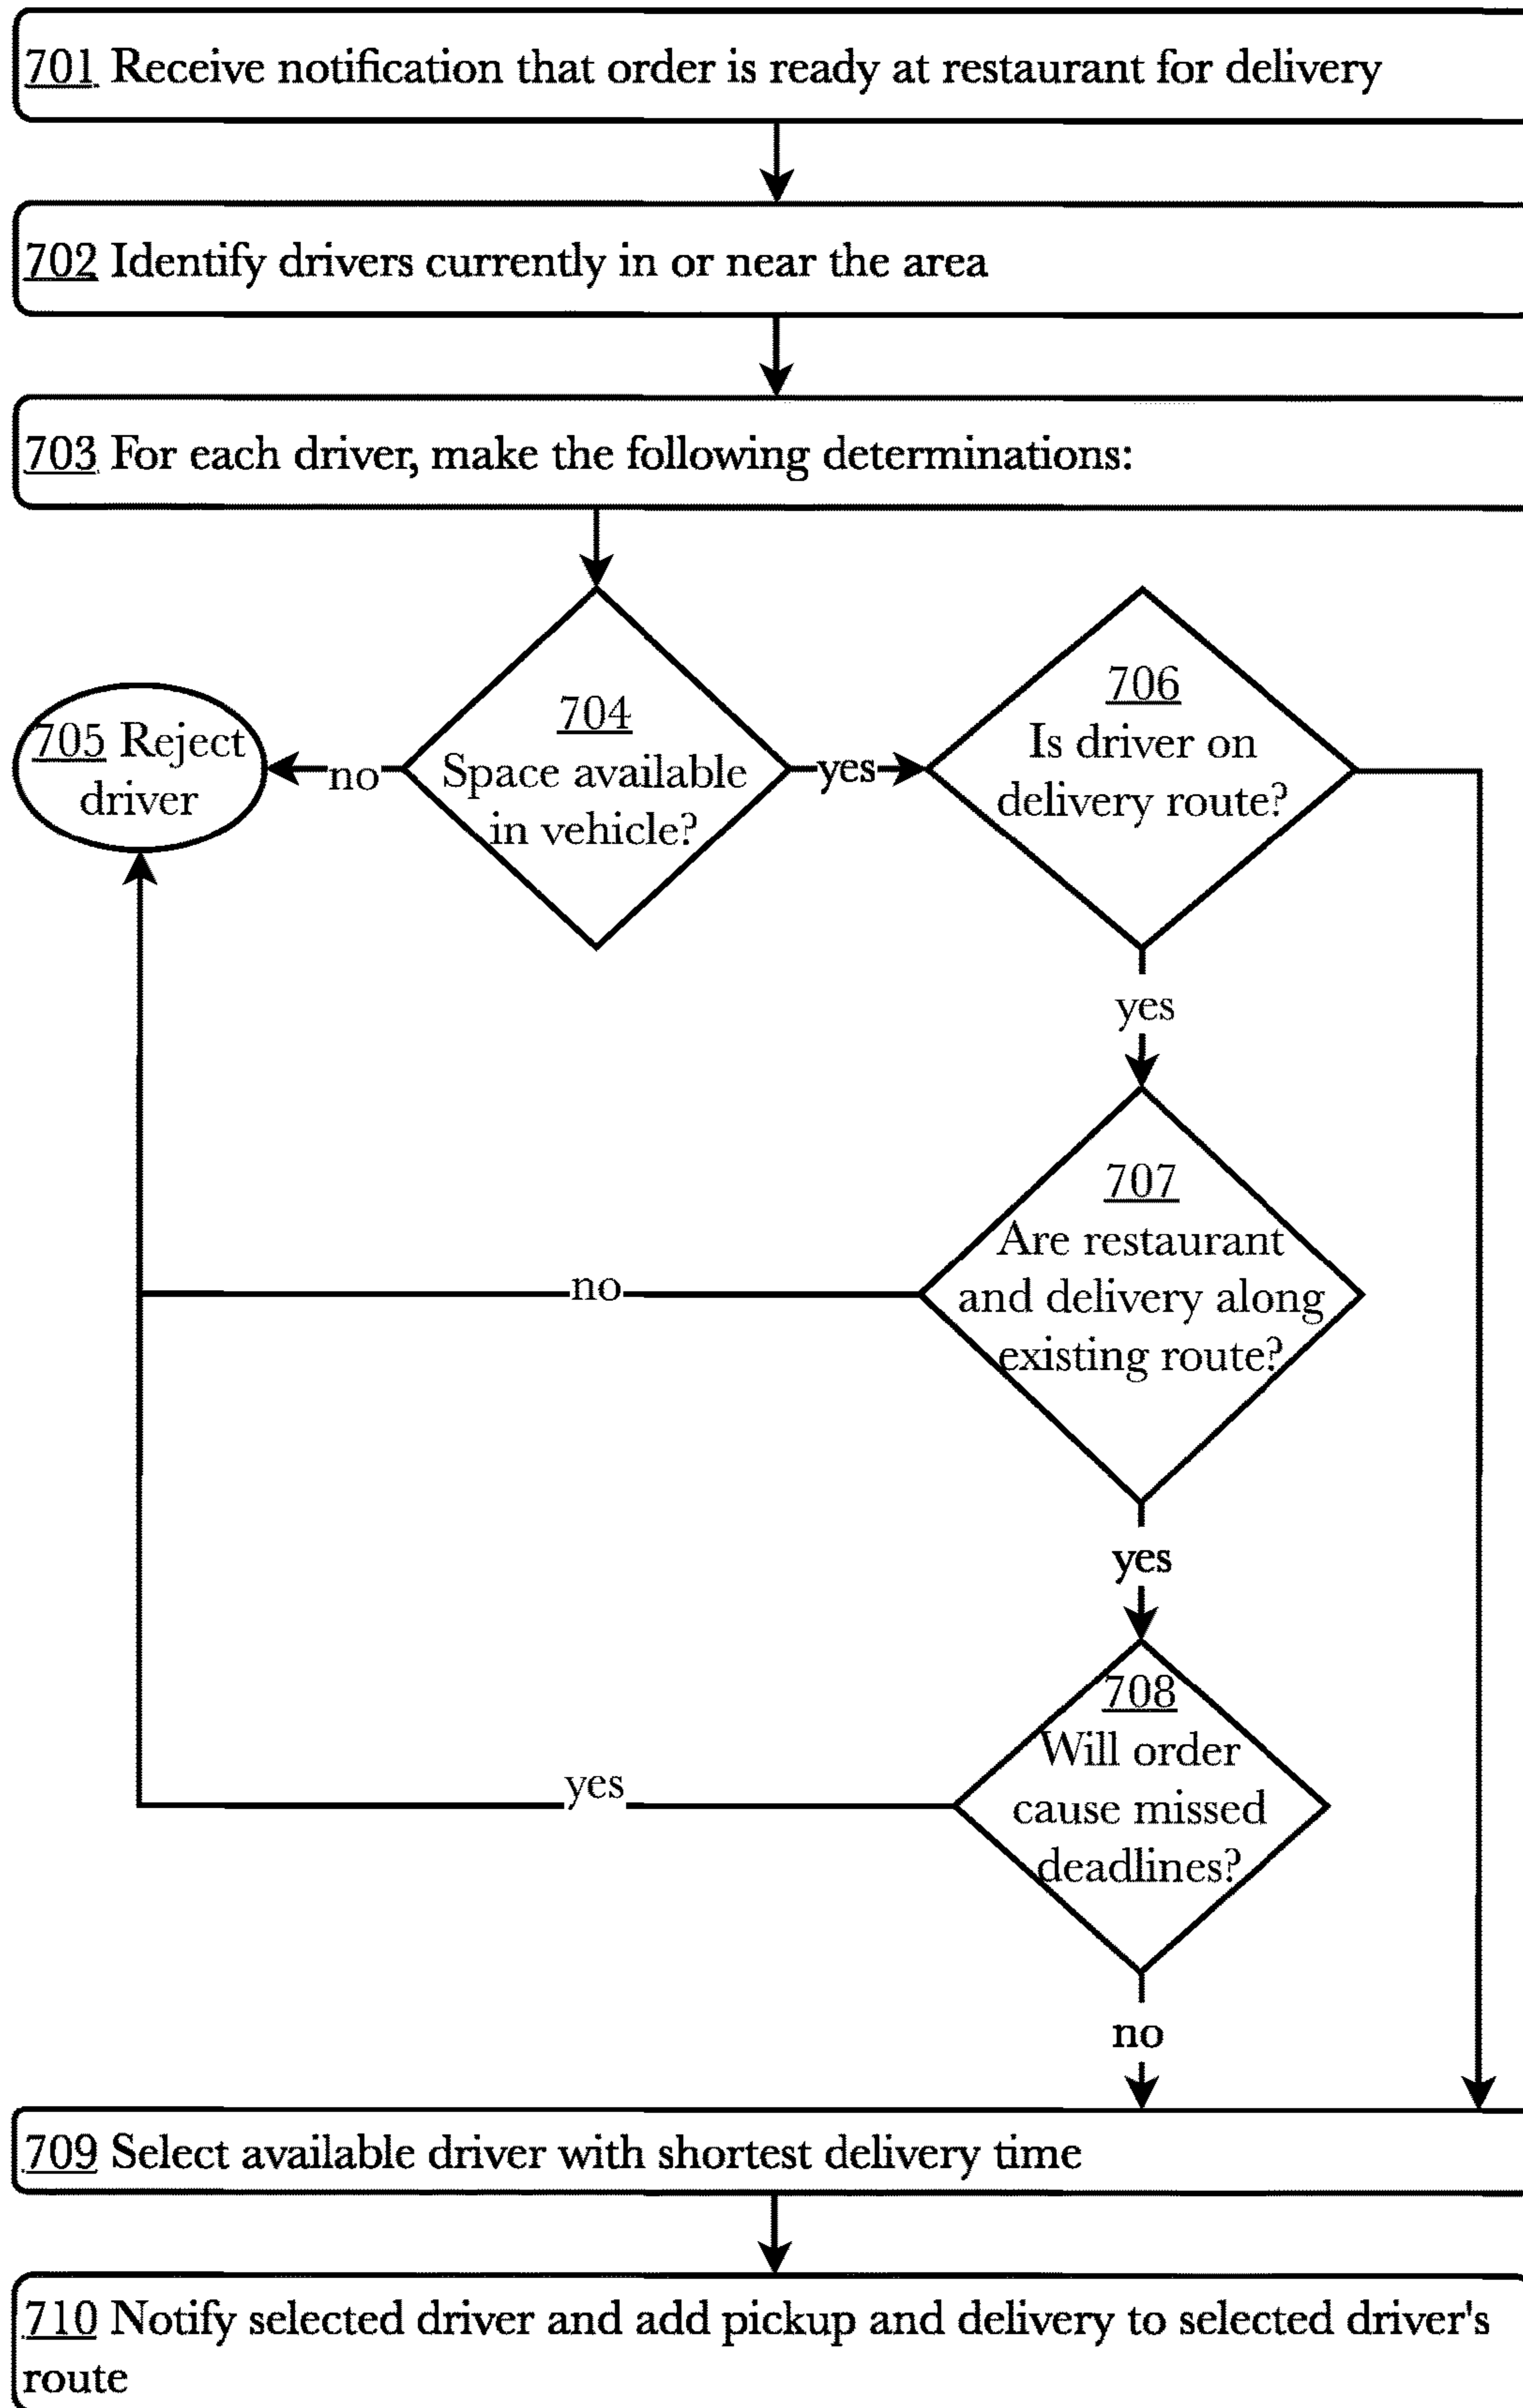 701 Receive notification that order is ready at restaurant for delivery
702 Identify drivers currently in or near the area
703 For each driver, make the following determinations:
704
Space available
in vehicle?
no
705 Reject
driver
yes
706
Is driver on
delivery route?
yes
707
Are restaurant
and delivery along
existing route?
no
yes
708
Will order
cause missed
deadlines?
yes
no
709 Select available driver with shortest delivery time
710 Notify selected driver and add pickup and delivery to selected driver's
route